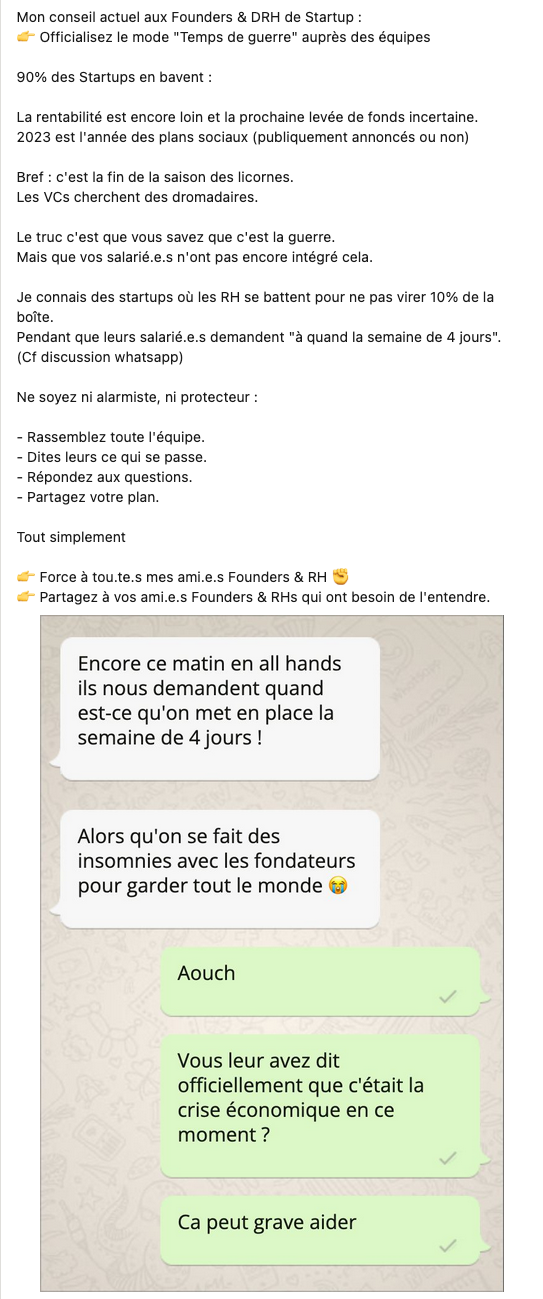 Mon conseil actuel aux Founders & DRH de Startup :
👉 Officialisez le mode "Temps de guerre" auprès des équipes
90% des Startups en bavent :
La rentabilité est encore loin et la prochaine levée de fonds incertaine.
2023 est l'année des plans sociaux (publiquement annoncés ou non)
Bref : c'est la fin de la saison des licornes.
Les VCs cherchent des dromadaires.
Le truc c'est que vous savez que c'est la guerre.
Mais que vos salarié.e.s n'ont pas encore intégré cela.
Je connais des startups où les RH se battent pour ne pas virer 10% de la
boîte.
Pendant que leurs salarié.e.s demandent "à quand la semaine de 4 jours".
(Cf discussion whatsapp)
Ne soyez ni alarmiste, ni protecteur :
- Rassemblez toute l'équipe.
- Dites leurs ce qui se passe.
- Répondez aux questions.
- Partagez votre plan.
Tout simplement
👉 Force à tou.te.s mes ami.e.s Founders & RH ✊
👉 Partagez à vos ami.e.s Founders & RHs qui ont besoin de l'entendre.
Encore ce matin en all hands
ils nous demandent quand
est-ce qu'on met en place la
semaine de 4 jours !
Alors qu'on se fait des
insomnies avec les fondateurs
pour garder tout le monde 😭
Aouch
Vous leur avez dit
officiellement que c'était la
crise économique en ce
moment ?
Ca peut grave aider